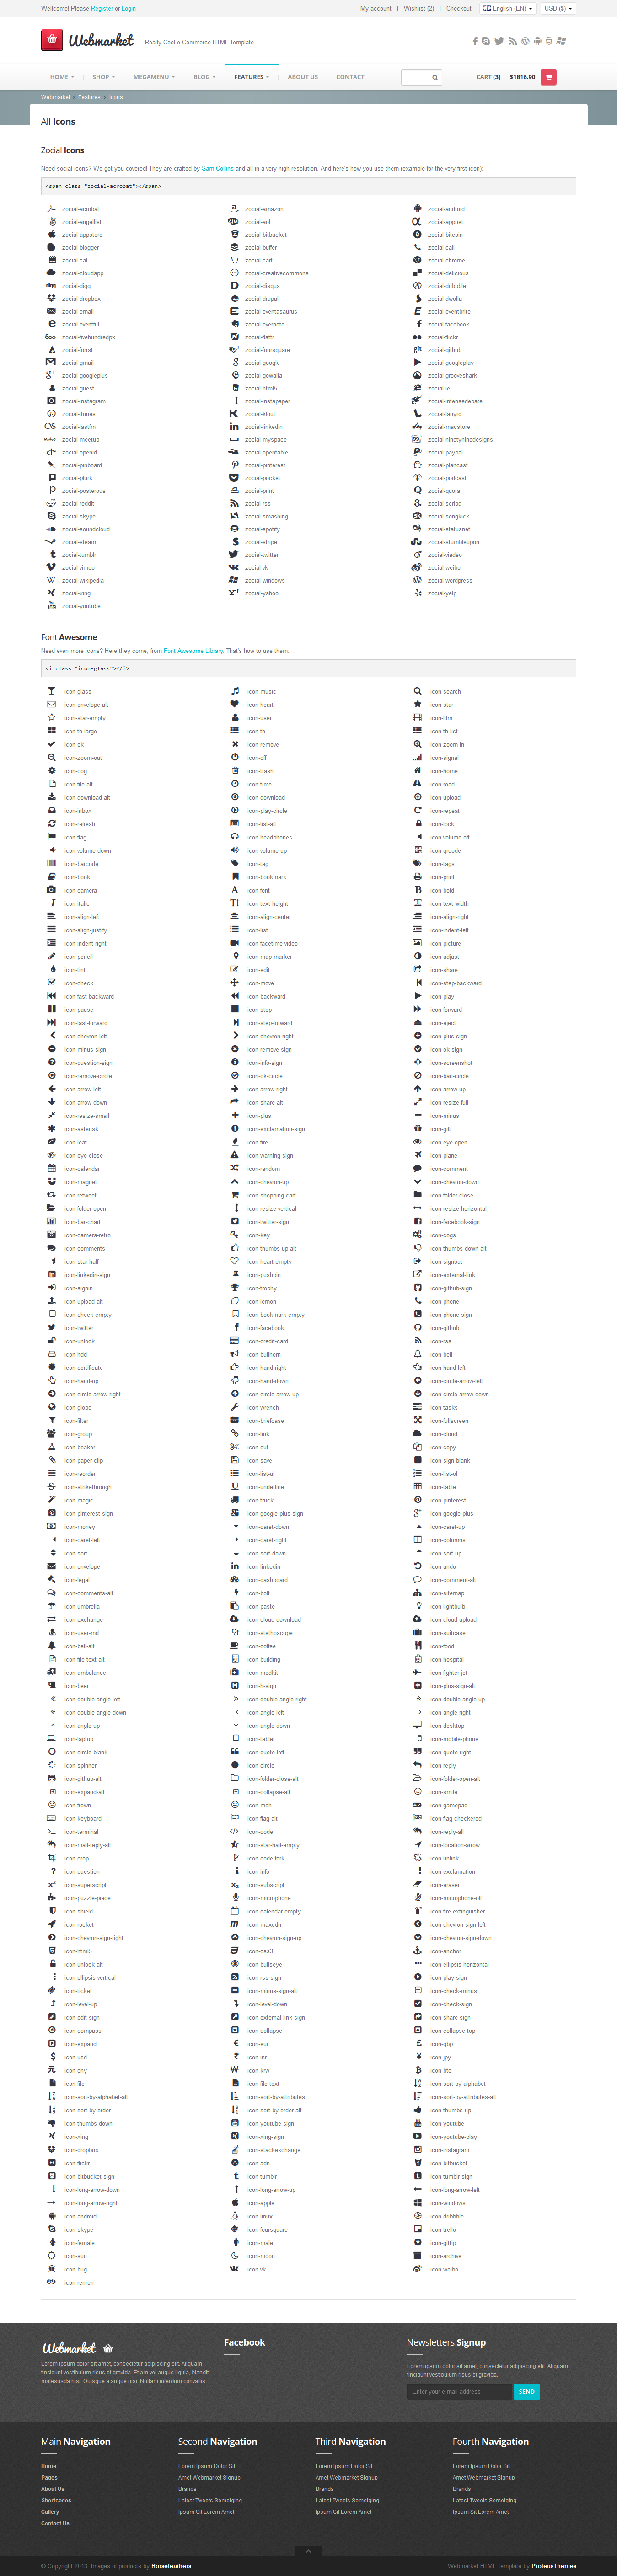 Wellcome! Please Register or Login
My account | Wishlist (2) | Checkout English (EN) USD ($)
Webmarket Really Cool e-Commerce HTML Template
HOME SHOP MEGAMENU BLOG FEATURES ABOUT US CONTACT CART (3) $1816.90
Webmarket Features Icons
All Icons
Zocial Icons
Need social icons? We got you covered! They are crafted by Sam Collins and all in a very high resolution. And here's how you use them (example for the very first icon):
<span class="zocial-acrobat"></span>
zocial-acrobat zocial-amazon zocial-android
zocial-angellist zocial-aol zocial-appnet
zocial-appstore zocial-bitbucket zocial-bitcoin
zocial-blogger zocial-buffer zocial-call
zocial-cal zocial-cart zocial-chrome
zocial-cloudapp zocial-creativecommons zocial-delicious
zocial-digg zocial-disqus zocial-dribbble
zocial-dropbox zocial-drupal zocial-dwolla
zocial-email zocial-eventasaurus zocial-eventbrite
zocial-eventful zocial-evernote zocial-facebook
zocial-fivehundredpx zocial-flattr zocial-flickr
zocial-forrst zocial-foursquare zocial-github
zocial-gmail zocial-google zocial-googleplay
zocial-googleplus zocial-gowalla zocial-grooveshark
zocial-guest zocial-html5 zocial-ie
zocial-instagram zocial-instapaper zocial-intensedebate
zocial-itunes zocial-klout zocial-lanyrd
zocial-lastfm zocial-linkedin zocial-macstore
zocial-meetup zocial-myspace zocial-ninetyninedesigns
zocial-openid zocial-opentable zocial-paypal
zocial-pinboard zocial-pinterest zocial-plancast
zocial-plurk zocial-pocket zocial-podcast
zocial-posterous zocial-print zocial-quora
zocial-reddit zocial-rss zocial-scribd
zocial-skype zocial-smashing zocial-songkick
zocial-soundcloud zocial-spotify zocial-statusnet
zocial-steam zocial-stripe zocial-stumbleupon
zocial-tumblr zocial-twitter zocial-viadeo
zocial-vimeo zocial-vk zocial-weibo
zocial-wikipedia zocial-windows zocial-wordpress
zocial-xing zocial-yahoo zocial-yelp
zocial-youtube
Font Awesome
Need even more icons? Here they come, from Font Awesome Library. That's how to use them:
<i class="icon-glass"></i>
icon-glass icon-music icon-search
icon-envelope-alt icon-heart icon-star
icon-star-empty icon-user icon-film
icon-th-large icon-th icon-th-list
icon-ok icon-remove icon-zoom-in
icon-zoom-out icon-off icon-signal
icon-cog icon-trash icon-home
icon-file-alt icon-time icon-road
icon-download-alt icon-download icon-upload
icon-inbox icon-play-circle icon-repeat
icon-refresh icon-list-alt icon-lock
icon-flag icon-headphones icon-volume-off
icon-volume-down icon-volume-up icon-qrcode
icon-barcode icon-tag icon-tags
icon-book icon-bookmark icon-print
icon-camera icon-font icon-bold
icon-italic icon-text-height icon-text-width
icon-align-left icon-align-center icon-align-right
icon-align-justify icon-list icon-indent-left
icon-indent-right icon-facetime-video icon-picture
icon-pencil icon-map-marker icon-adjust
icon-tint icon-edit icon-share
icon-check icon-move icon-step-backward
icon-fast-backward icon-backward icon-play
icon-pause icon-stop icon-forward
icon-fast-forward icon-step-forward icon-eject
icon-chevron-left icon-chevron-right icon-plus-sign
icon-minus-sign icon-remove-sign icon-ok-sign
icon-question-sign icon-info-sign icon-screenshot
icon-remove-circle icon-ok-circle icon-ban-circle
icon-arrow-left icon-arrow-right icon-arrow-up
icon-arrow-down icon-share-alt icon-resize-full
icon-resize-small icon-plus icon-minus
icon-asterisk icon-exclamation-sign icon-gift
icon-leaf icon-fire icon-eye-open
icon-eye-close icon-warning-sign icon-plane
icon-calendar icon-random icon-comment
icon-magnet icon-chevron-up icon-chevron-down
icon-retweet icon-shopping-cart icon-folder-close
icon-folder-open icon-resize-vertical icon-resize-horizontal
icon-bar-chart icon-twitter-sign icon-facebook-sign
icon-camera-retro icon-key icon-cogs
icon-comments icon-thumbs-up-alt icon-thumbs-down-alt
icon-star-half icon-heart-empty icon-signout
icon-linkedin-sign icon-pushpin icon-external-link
icon-signin icon-trophy icon-github-sign
icon-upload-alt icon-lemon icon-phone
icon-check-empty icon-bookmark-empty icon-phone-sign
icon-twitter icon-facebook icon-github
icon-unlock icon-credit-card icon-rss
icon-hdd icon-bullhorn icon-bell
icon-certificate icon-hand-right icon-hand-left
icon-hand-up icon-hand-down icon-circle-arrow-left
icon-circle-arrow-right icon-circle-arrow-up icon-circle-arrow-down
icon-globe icon-wrench icon-tasks
icon-filter icon-briefcase icon-fullscreen
icon-group icon-link icon-cloud
icon-beaker icon-cut icon-copy
icon-paper-clip icon-save icon-sign-blank
icon-reorder icon-list-ul icon-list-ol
icon-strikethrough icon-underline icon-table
icon-magic icon-truck icon-pinterest
icon-pinterest-sign icon-google-plus-sign icon-google-plus
icon-money icon-caret-down icon-caret-up
icon-caret-left icon-caret-right icon-columns
icon-sort icon-sort-down icon-sort-up
icon-envelope icon-linkedin icon-undo
icon-legal icon-dashboard icon-comment-alt
icon-comments-alt icon-bolt icon-sitemap
icon-umbrella icon-paste icon-lightbulb
icon-exchange icon-cloud-download icon-cloud-upload
icon-user-md icon-stethoscope icon-suitcase
icon-bell-alt icon-coffee icon-food
icon-file-text-alt icon-building icon-hospital
icon-ambulance icon-medkit icon-fighter-jet
icon-beer icon-h-sign icon-plus-sign-alt
icon-double-angle-left icon-double-angle-right icon-double-angle-up
icon-double-angle-down icon-angle-left icon-angle-right
icon-angle-up icon-angle-down icon-desktop
icon-laptop icon-tablet icon-mobile-phone
icon-circle-blank icon-quote-left icon-quote-right
icon-spinner icon-circle icon-reply
icon-github-alt icon-folder-close-alt icon-folder-open-alt
icon-expand-alt icon-collapse-alt icon-smile
icon-frown icon-meh icon-gamepad
icon-keyboard icon-flag-alt icon-flag-checkered
icon-terminal icon-code icon-reply-all
icon-mail-reply-all icon-star-half-empty icon-location-arrow
icon-crop icon-code-fork icon-unlink
icon-question icon-info icon-exclamation
icon-superscript icon-subscript icon-eraser
icon-puzzle-piece icon-microphone icon-microphone-off
icon-shield icon-calendar-empty icon-fire-extinguisher
icon-rocket icon-maxcdn icon-chevron-sign-left
icon-chevron-sign-right icon-chevron-sign-up icon-chevron-sign-down
icon-html5 icon-css3 icon-anchor
icon-unlock-alt icon-bullseye icon-ellipsis-horizontal
icon-ellipsis-vertical icon-rss-sign icon-play-sign
icon-ticket icon-minus-sign-alt icon-check-minus
icon-level-up icon-level-down icon-check-sign
icon-edit-sign icon-external-link-sign icon-share-sign
icon-compass icon-collapse icon-collapse-top
icon-expand icon-eur icon-gbp
icon-usd icon-inr icon-jpy
icon-cny icon-krw icon-btc
icon-file icon-file-text icon-sort-by-alphabet
icon-sort-by-alphabet-alt icon-sort-by-attributes icon-sort-by-attributes-alt
icon-sort-by-order icon-sort-by-order-alt icon-thumbs-up
icon-thumbs-down icon-youtube-sign icon-youtube
icon-xing icon-xing-sign icon-youtube-play
icon-dropbox icon-stackexchange icon-instagram
icon-flickr icon-adn icon-bitbucket
icon-bitbucket-sign icon-tumblr icon-tumblr-sign
icon-long-arrow-down icon-long-arrow-up icon-long-arrow-left
icon-long-arrow-right icon-apple icon-windows
icon-android icon-linux icon-dribbble
icon-skype icon-foursquare icon-trello
icon-female icon-male icon-gittip
icon-sun icon-moon icon-archive
icon-bug icon-vk icon-weibo
icon-renren
Webmarket
Lorem ipsum dolor sit amet, consectetur adipiscing elit. Aliquam
tincidunt vestibulum risus et gravida. Etiam vel augue ligula, blandit
malesuada nisi. Quisque a augue nisi. Nullam interdum convallis.
Facebook
Newsletters Signup
Lorem ipsum dolor sit amet, consectetur adipiscing elit. Aliquam
tincidunt vestibulum risus et gravida.
Enter your e-mail address SEND
Main Navigation Second Navigation Third Navigation Fourth Navigation
Home Lorem Ipsum Dolor Sit Lorem Ipsum Dolor Sit Lorem Ipsum Dolor Sit
Pages Amet Webmarket Signup Amet Webmarket Signup Amet Webmarket Signup
About Us Brands Brands Brands
Shortcodes Latest Tweets Sometging Latest Tweets Sometging Latest Tweets Sometging
Gallery Ipsum Sit Lorem Amet Ipsum Sit Lorem Amet Ipsum Sit Lorem Amet
Contact Us
© Copyright 2013. Images of products by Horsefeathers
Webmarket HTML Template by ProteusThemes